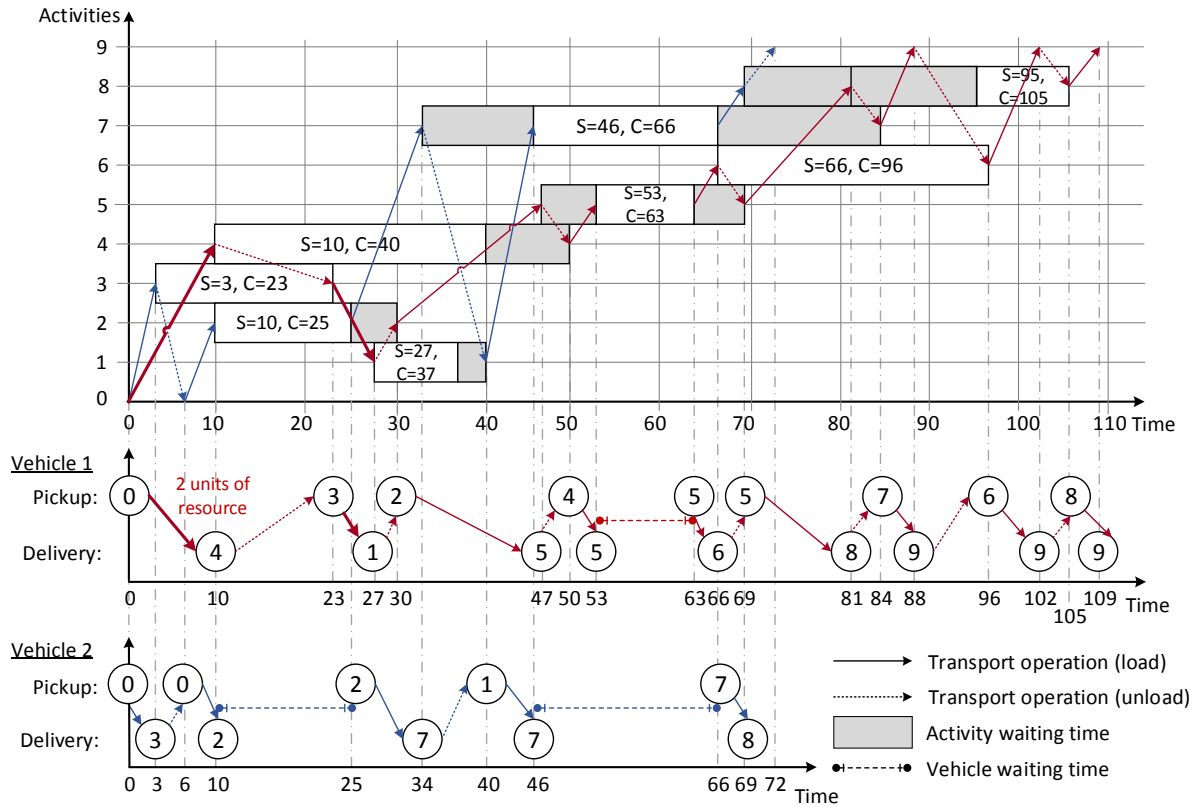 Activities
9
8
7
6
5
4
3
2
1
0
S=95,
C=105
S=46, C=66
S=66, C=96
S=53,
C=63
S=10, C=40
S=3, C=23
S=10, C=25
S=27,
C=37
0 10 20 30 40 50 60 70 80 90 100 110 Time
Vehicle 1
Pickup:
0 3 2 4 5 5 7 6 8
2 units of
resource
Delivery:
4 1 5 5 6 8 9 9 9
0 10 23 27 30 47 50 53 63 66 69 81 84 88 96 102 105 109 Time
Vehicle 2
Pickup:
0 0 2 1 7
Delivery:
3 2 7 7 8
0 3 6 10 25 34 40 46 66 69 72 Time
Transport operation (load)
Transport operation (unload)
Activity waiting time
Vehicle waiting time